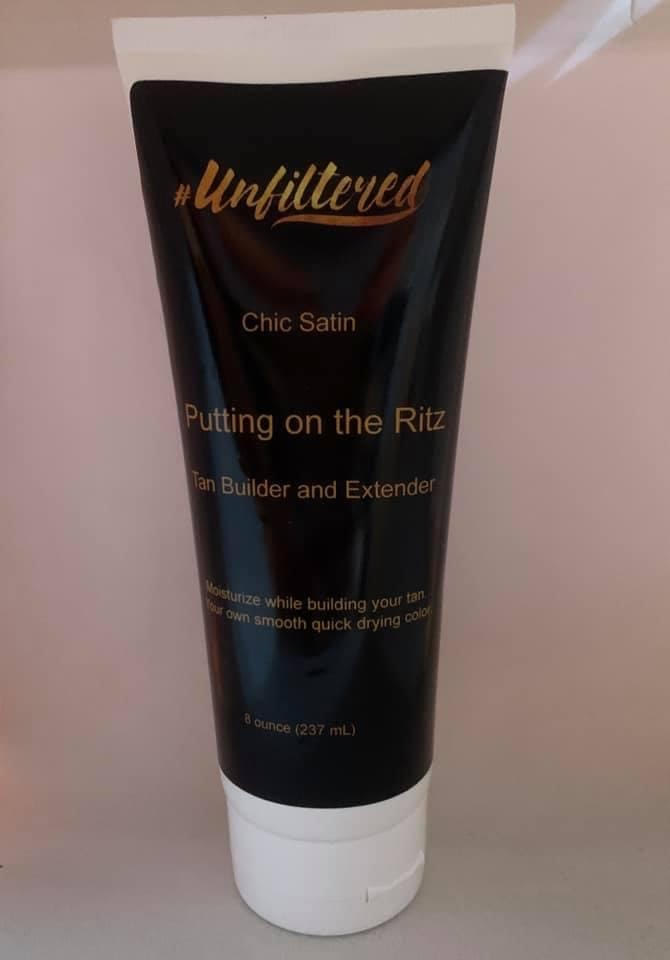 #Unfiltered
Chic Satin
Putting on the Ritz
Tan Builder and Extender
Moisturize while building your tan.
Your own smooth quick drying color.
8 ounce (237 mL)